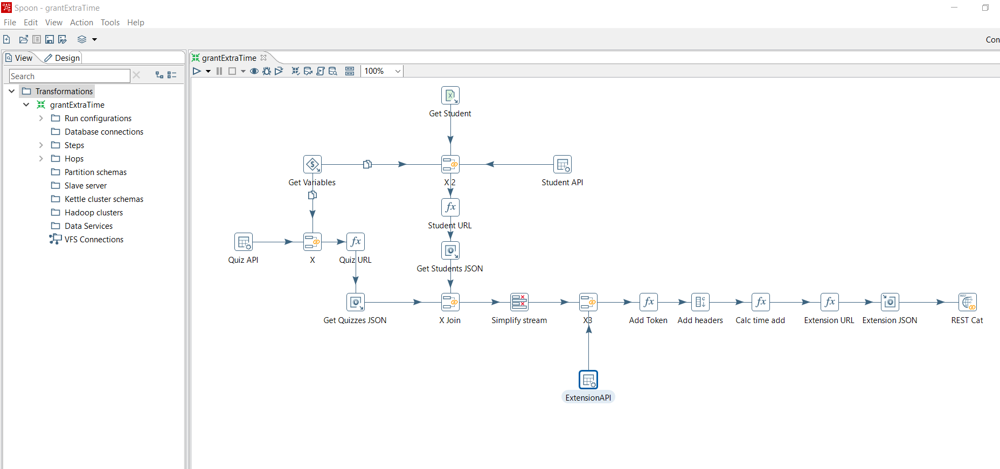 Spoon - grantExtraTime
File Edit View Action Tools Help
Con
View Design
Search
Transformations
grantExtraTime
Run configurations
Database connections
Steps
Hops
Partition schemas
Slave server
Kettle cluster schemas
Hadoop clusters
Data Services
VFS Connections
grantExtraTime
100%
Get Student
Get Variables
X 2
Student API
Student URL
Quiz API
X
Quiz URL
Get Students JSON
Get Quizzes JSON
X Join
Simplify stream
X3
Add Token
Add headers
Calc time add
Extension URL
Extension JSON
REST Cat
ExtensionAPI